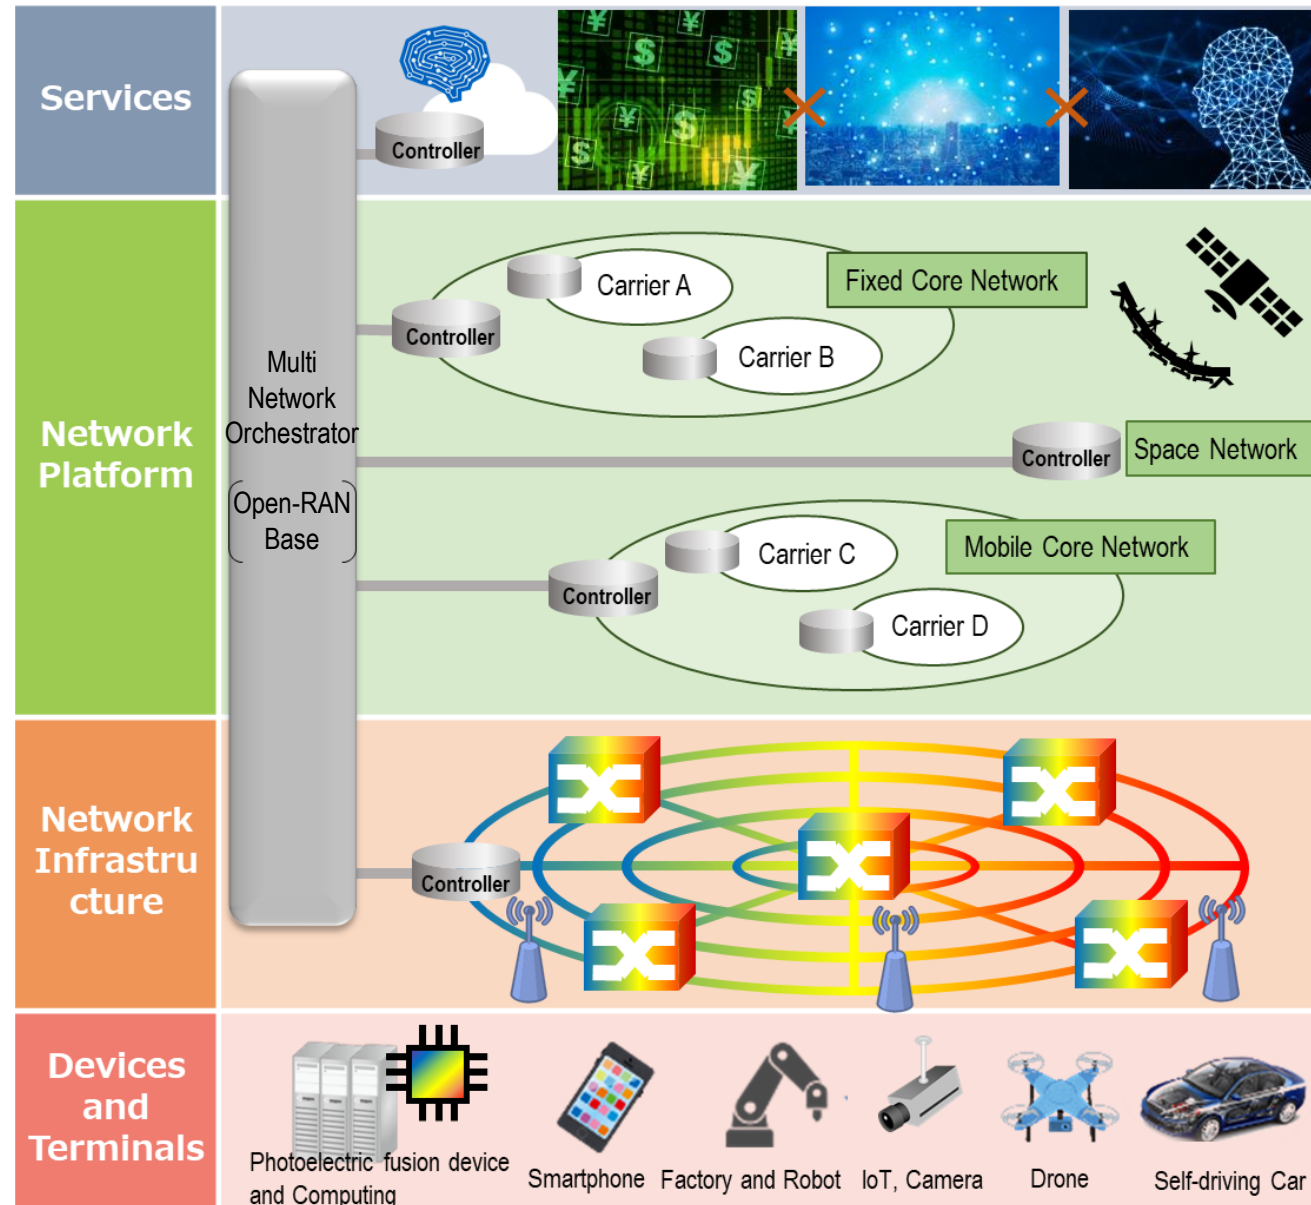 Services
Controller
¥
¥
$
$
¥
$
¥
$
¥
Multi
Network
Orchestrator
Open-RAN
Base
Network
Platform
Carrier A
Fixed Core Network
Controller
Carrier B
Controller
Space Network
Carrier C
Mobile Core Network
Controller
Carrier D
Network
Infrastru
cture
Controller
Devices
and
Terminals
Photoelectric fusion device
and Computing
Smartphone
Factory and Robot
IoT, Camera
Drone
Self-driving Car